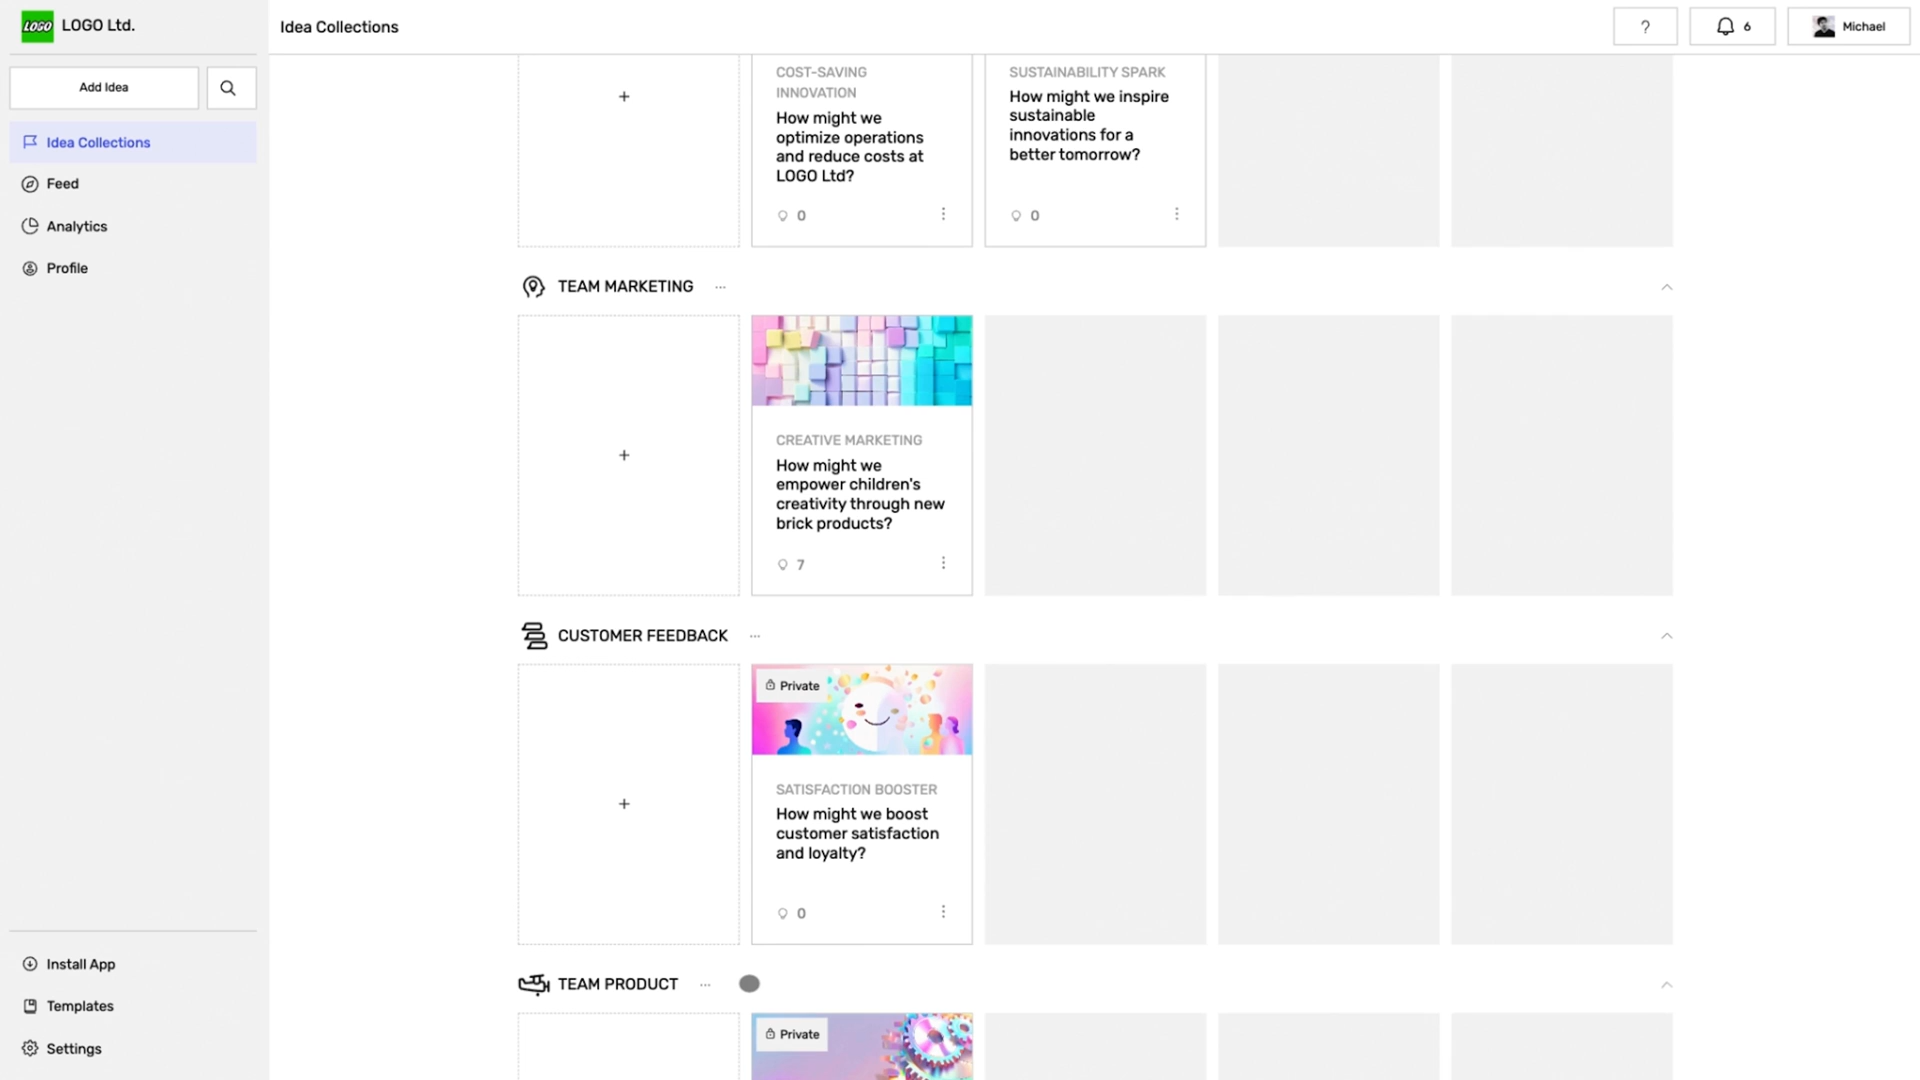 LOGO LOGO Ltd.
Idea Collections
?
6
Michael
Add Idea
Idea Collections
Feed
Analytics
Profile
Install App
Templates
Settings
+
COST-SAVING
INNOVATION
How might we
optimize operations
and reduce costs at
LOGO Ltd?
0
SUSTAINABILITY SPARK
How might we inspire
sustainable
innovations for a
better tomorrow?
0
TEAM MARKETING ...
+
CREATIVE MARKETING
How might we
empower children's
creativity through new
brick products?
7
CUSTOMER FEEDBACK ...
+
Private
SATISFACTION BOOSTER
How might we boost
customer satisfaction
and loyalty?
0
TEAM PRODUCT ...
Private